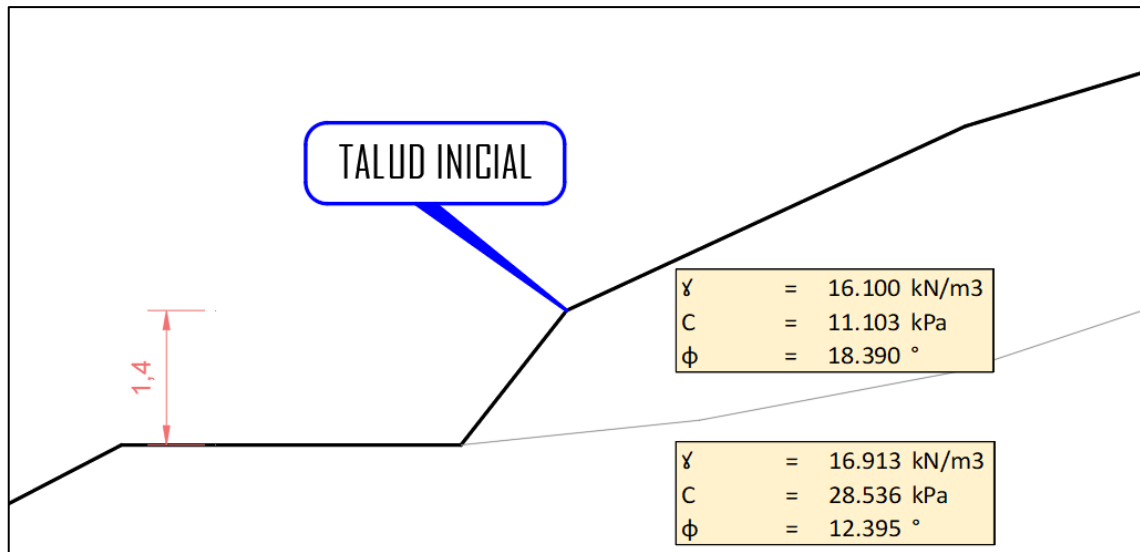 TALUD INICIAL
1,4
ɣ = 16.100 kN/m3
C = 11.103 kPa
ф = 18.390 °
ɣ = 16.913 kN/m3
C = 28.536 kPa
ф = 12.395 °